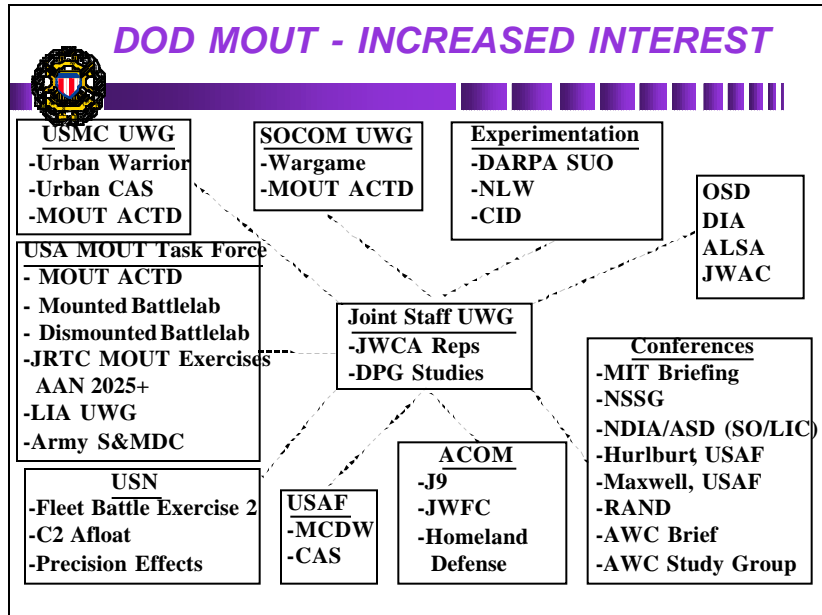 DOD MOUT - INCREASED INTEREST
USMC UWG
-Urban Warrior
-Urban CAS
-MOUT ACTD
SOCOM UWG
-Wargame
-MOUT ACTD
Experimentation
-DARPA SUO
-NLW
-CID
OSD
DIA
ALSA
JWAC
USA MOUT Task Force
- MOUT ACTD
- Mounted Battlelab
- Dismounted Battlelab
-JRTC MOUT Exercises
AAN 2025+
-LIA UWG
-Army S&MDC
Joint Staff UWG
-JWCA Reps
-DPG Studies
Conferences
-MIT Briefing
-NSSG
-NDIA/ASD (SO/LIC)
-Hurlburt, USAF
-Maxwell, USAF
-RAND
-AWC Brief
-AWC Study Group
USN
-Fleet Battle Exercise 2
-C2 Afloat
-Precision Effects
USAF
-MCDW
-CAS
ACOM
-J9
-JWFC
-Homeland
Defense